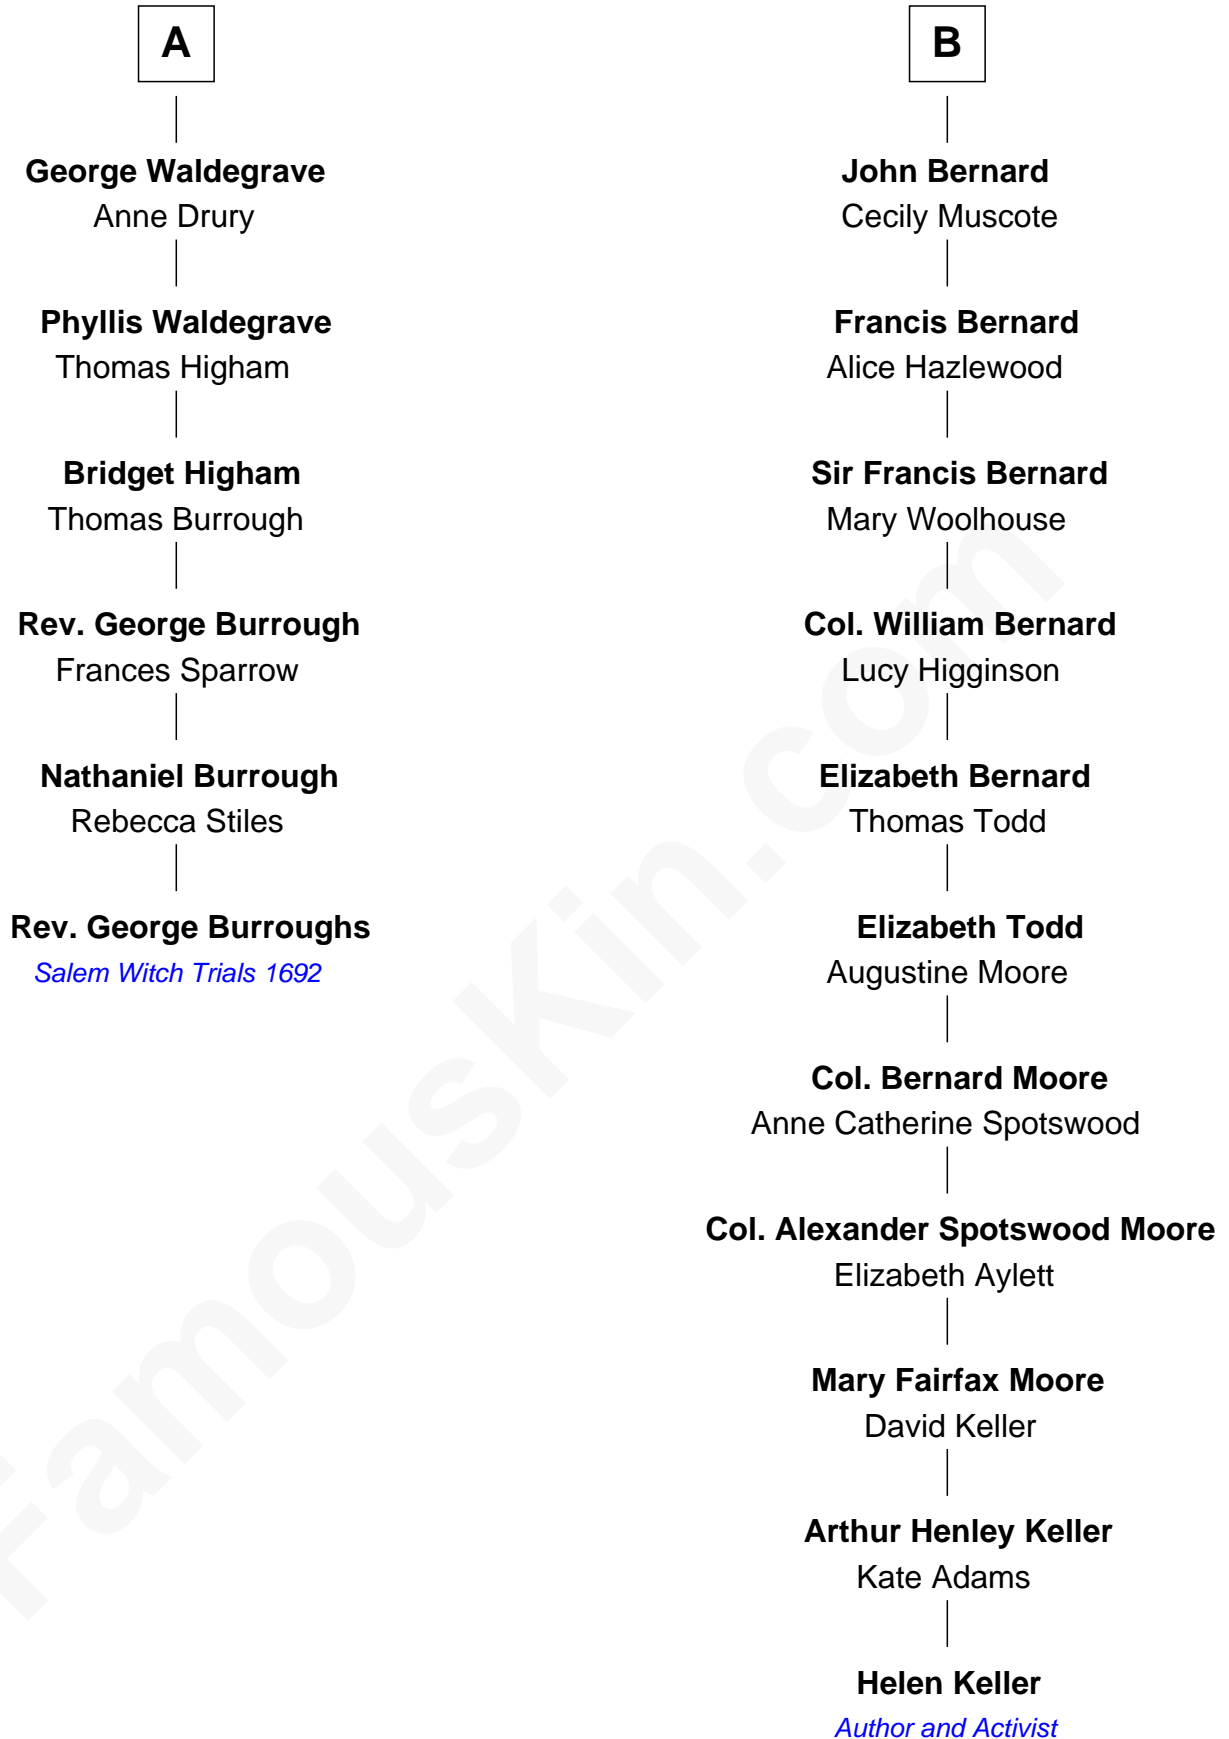 A
George Waldegrave
Anne Drury
Phyllis Waldegrave
Thomas Higham
Bridget Higham
Thomas Burrough
Rev. George Burrough
Frances Sparrow
Nathaniel Burrough
Rebecca Stiles
Rev. George Burroughs
Salem Witch Trials 1692
B
John Bernard
Cecily Muscote
Francis Bernard
Alice Hazlewood
Sir Francis Bernard
Mary Woolhouse
Col. William Bernard
Lucy Higginson
Elizabeth Bernard
Thomas Todd
Elizabeth Todd
Augustine Moore
Col. Bernard Moore
Anne Catherine Spotswood
Col. Alexander Spotswood Moore
Elizabeth Aylett
Mary Fairfax Moore
David Keller
Arthur Henley Keller
Kate Adams
Helen Keller
Author and Activist
FamousKin.com